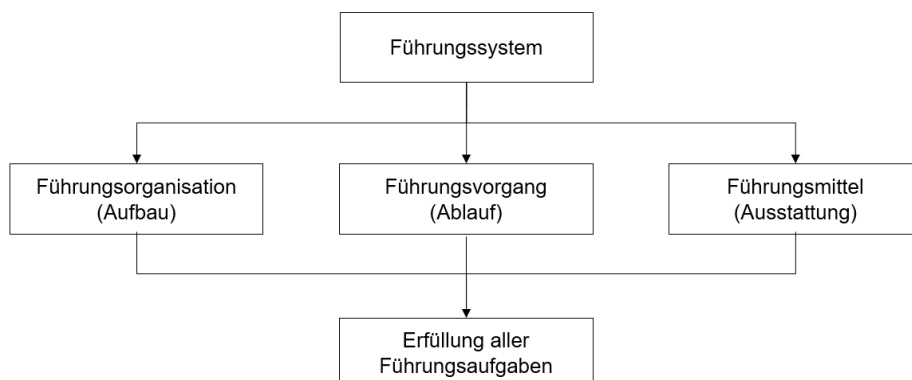 Führungssystem
Führungsorganisation
(Aufbau)
Führungsvorgang
(Ablauf)
Führungsmittel
(Ausstattung)
Erfüllung aller
Führungsaufgaben